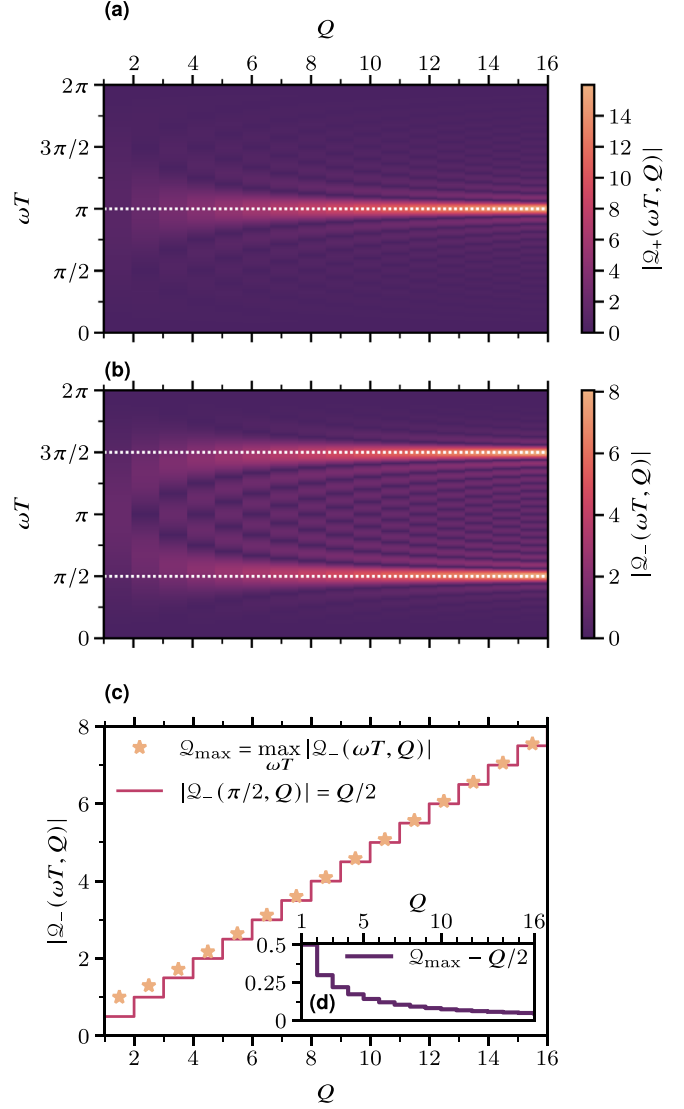 (a)
Q
2 4 6 8 10 12 14 16
2π
3π/2
π
π/2
0
ωT
14
12
10
8
6
4
2
0
|𝒬₊(ωT, Q)|
(b)
2π
3π/2
π
π/2
0
ωT
8
6
4
2
0
|𝒬₋(ωT, Q)|
(c)
8
6
4
2
0
|𝒬₋(ωT, Q)|
𝒬max = max |𝒬₋(ωT, Q)|
ωT
|𝒬₋(π/2, Q)| = Q/2
Q
1 5 10 16
0.5
0.25
0
𝒬max − Q/2
(d)
2 4 6 8 10 12 14 16
Q